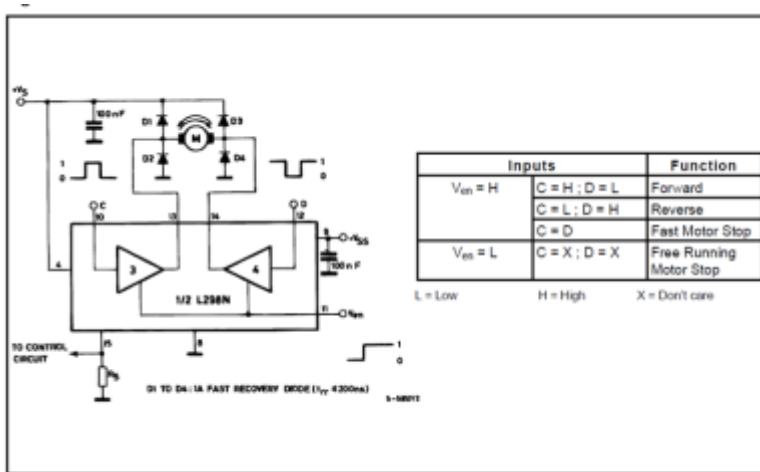 +Vs
100nF
D1
D3
M
D2
D4
1
0
1
0
C
D
10
13
14
12
9
+VSS
100nF
4
3
4
1/2 L298N
11
Ven
15
8
TO CONTROL
CIRCUIT
RS
1
0
D1 TO D4 : 1A FAST RECOVERY DIODE (trr ≤ 200ns)
Inputs Function
Ven = H C = H ; D = L Forward
C = L ; D = H Reverse
C = D Fast Motor Stop
Ven = L C = X ; D = X Free Running
Motor Stop
L = Low H = High X = Don't care